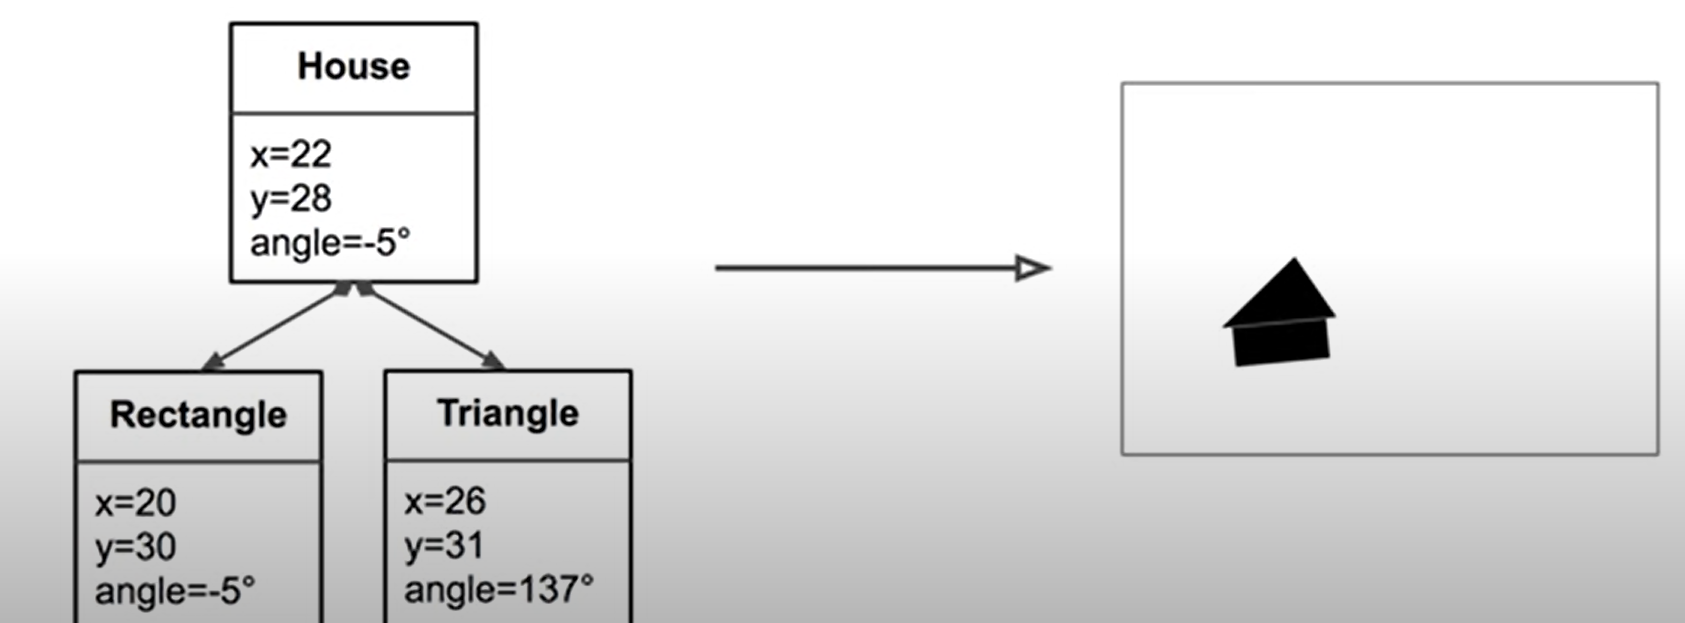 House
x=22
y=28
angle=-5°
Rectangle
x=20
y=30
angle=-5°
Triangle
x=26
y=31
angle=137°